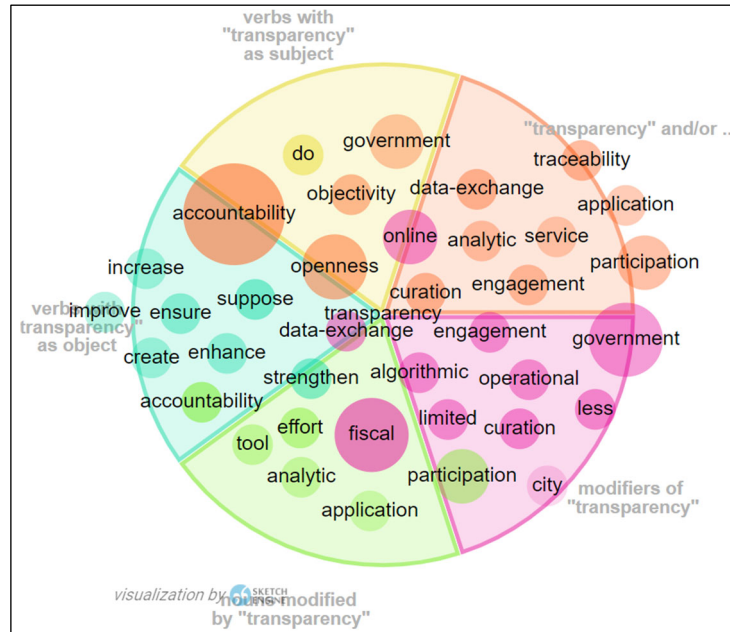 verbs with
"transparency"
as subject
government
do
"transparency" and/or ...
traceability
objectivity
data-exchange
application
accountability
online
analytic
service
openness
participation
increase
engagement
suppose
curation
improve
verbs with
ensure
transparency
transparency"
data-exchange
engagement
government
as object
create
enhance
algorithmic
operational
strengthen
accountability
less
limited
curation
effort
fiscal
tool
participation
analytic
city
modifiers of
"transparency"
application
visualization by
SKETCH
ENGINE
nouns modified
by "transparency"